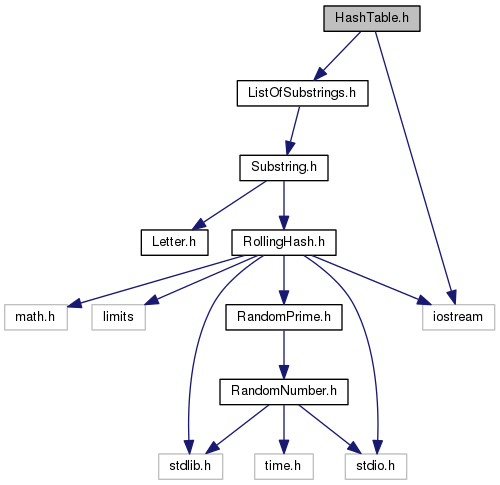 HashTable.h
ListOfSubstrings.h
Substring.h
Letter.h
RollingHash.h
math.h
limits
RandomPrime.h
iostream
RandomNumber.h
stdlib.h
time.h
stdio.h